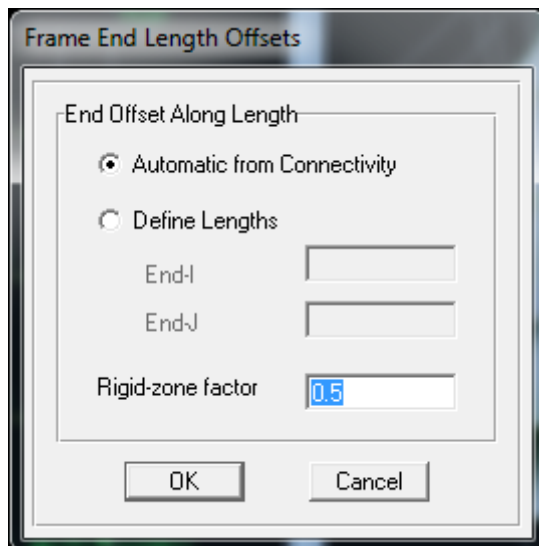 Frame End Length Offsets
End Offset Along Length
Automatic from Connectivity
Define Lengths
End-I
End-J
Rigid-zone factor 0.5
OK Cancel